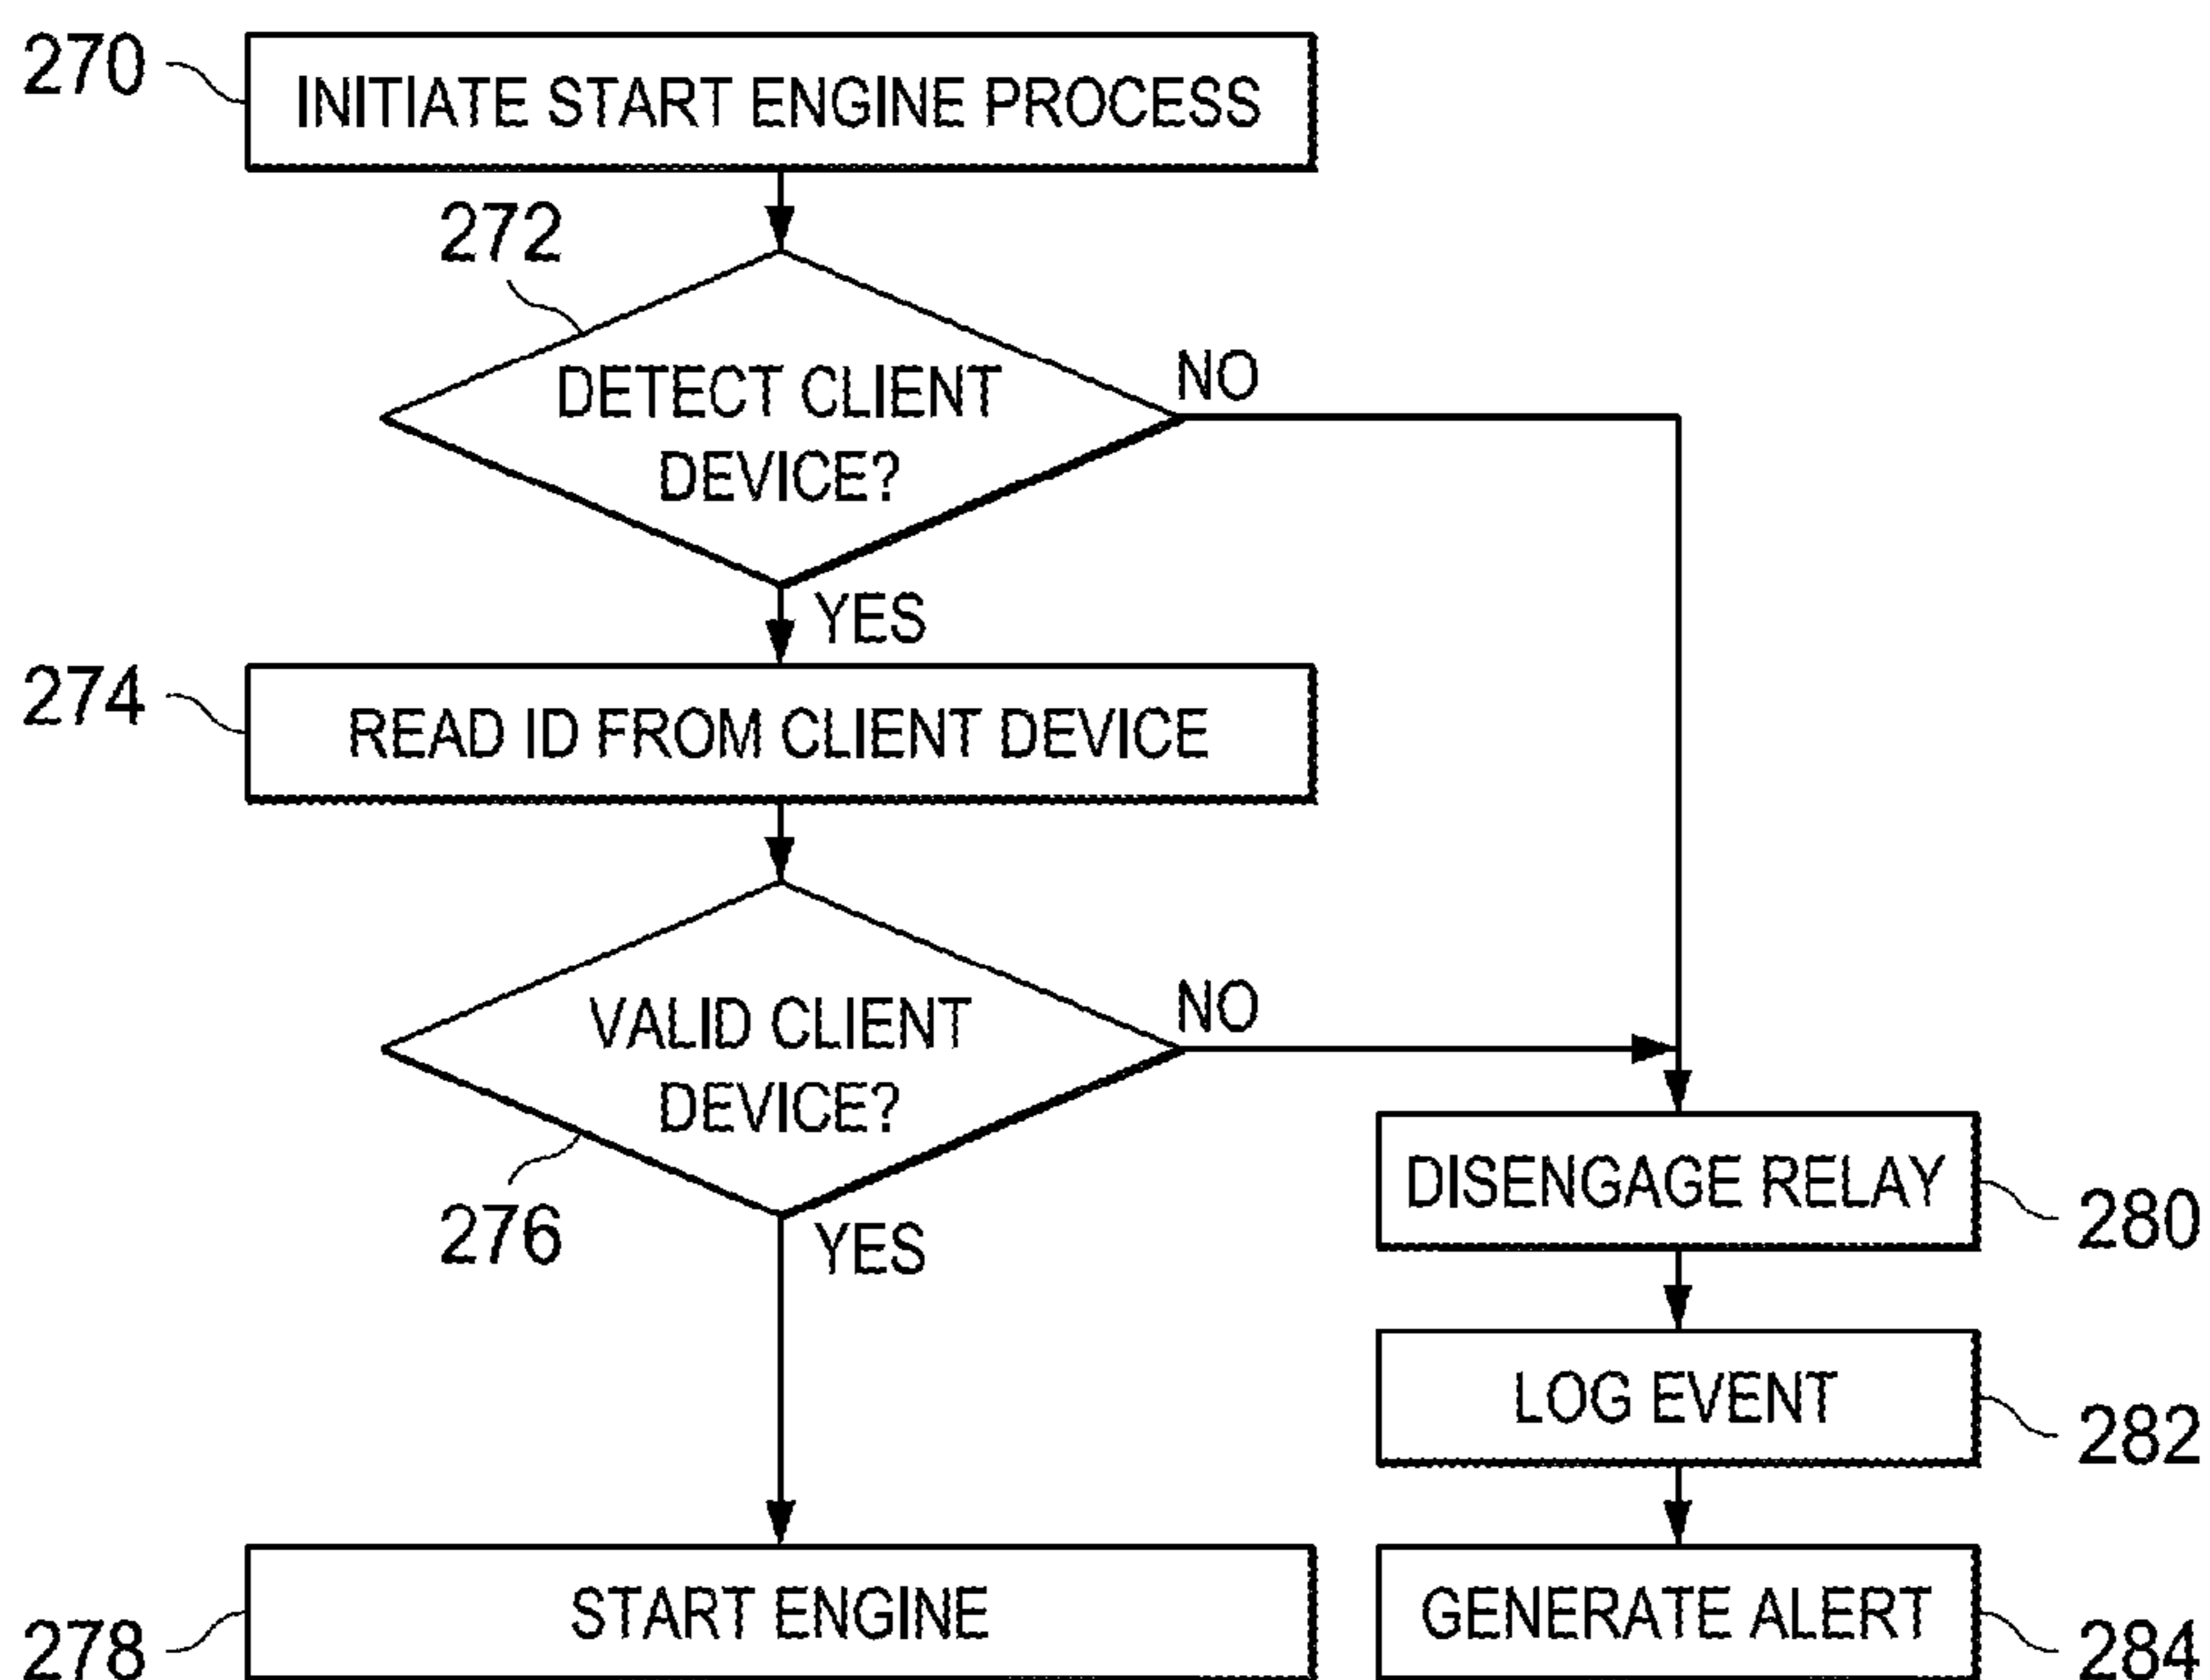 270
INITIATE START ENGINE PROCESS
272
DETECT CLIENT
DEVICE?
NO
YES
274
READ ID FROM CLIENT DEVICE
VALID CLIENT
DEVICE?
NO
276
YES
DISENGAGE RELAY
280
LOG EVENT
282
278
START ENGINE
GENERATE ALERT
284